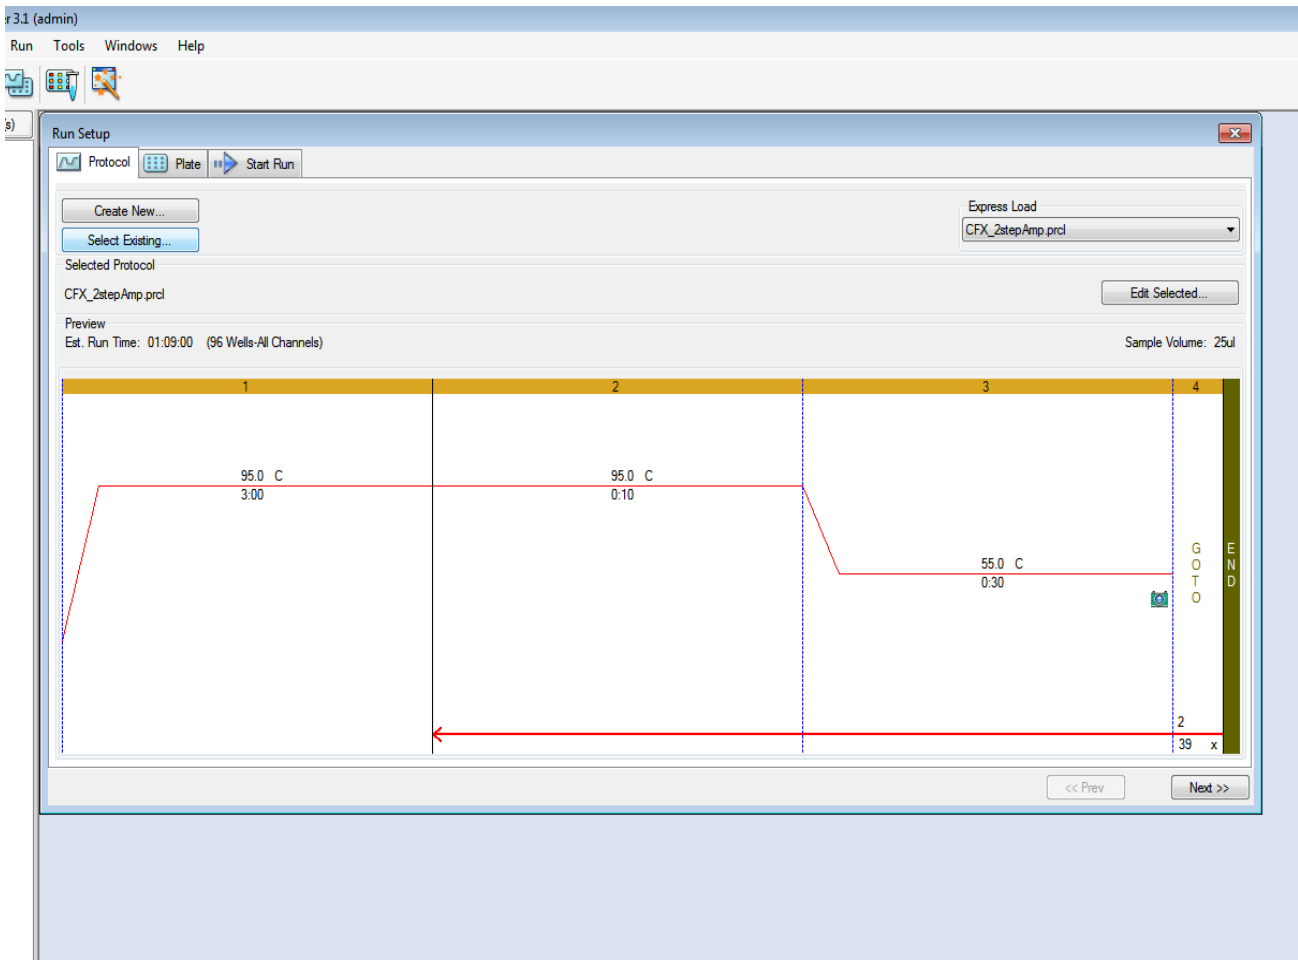 r 3.1 (admin)
Run Tools Windows Help
(s)
Run Setup
Protocol Plate Start Run
Create New...
Express Load
CFX_2stepAmp.prcl
Select Existing...
Selected Protocol
CFX_2stepAmp.prcl
Edit Selected...
Preview
Est. Run Time: 01:09:00 (96 Wells-All Channels)
Sample Volume: 25ul
1 2 3 4
95.0 C
3:00
95.0 C
0:10
55.0 C
0:30
GOTO
END
2
39 x
<< Prev
Next >>